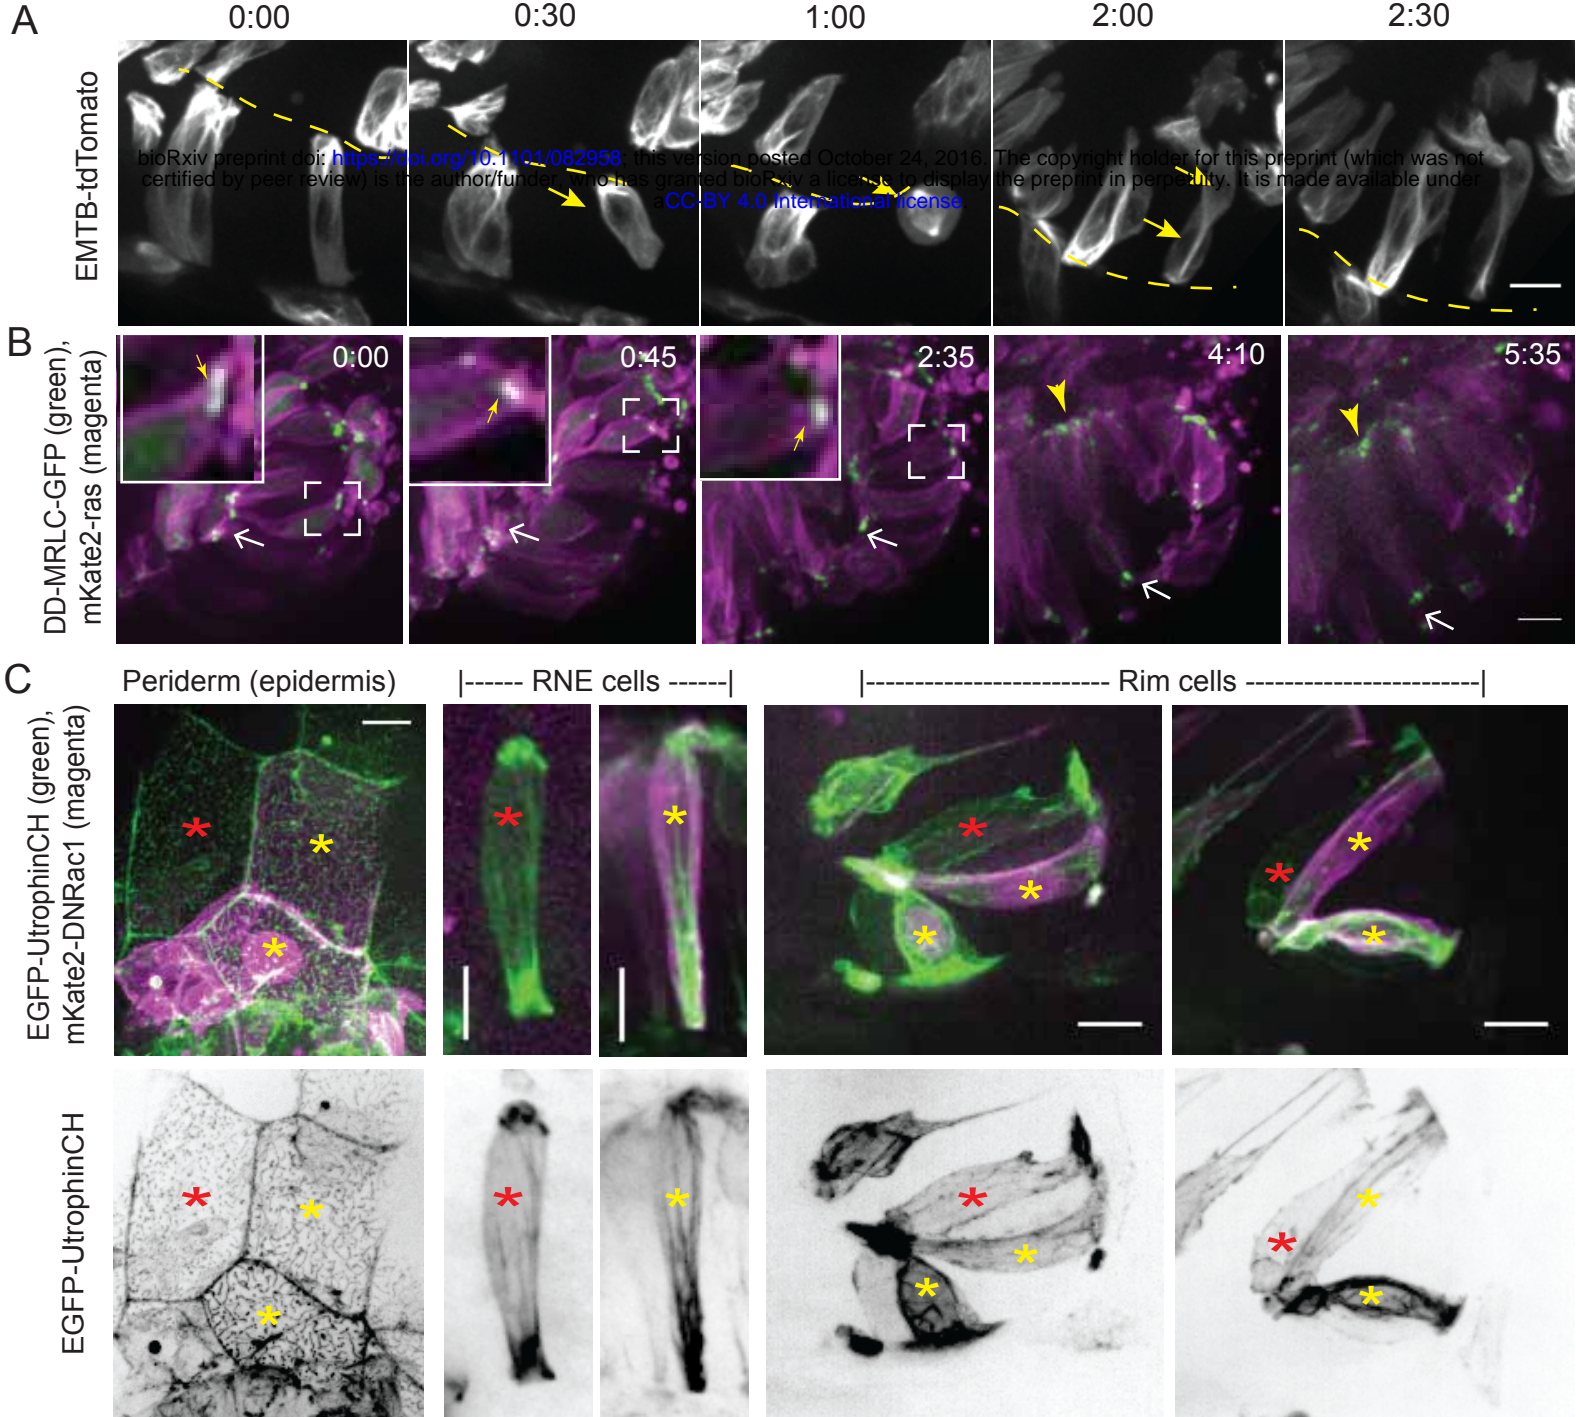 A
0:00 0:30 1:00 2:00 2:30
EMTB-tdTomato
bioRxiv preprint doi: https://doi.org/10.1101/082958; this version posted October 24, 2016. The copyright holder for this preprint (which was not
certified by peer review) is the author/funder, who has granted bioRxiv a license to display the preprint in perpetuity. It is made available under
aCC-BY 4.0 International license.
B
DD-MRLC-GFP (green),
mKate2-ras (magenta)
0:00 0:45 2:35 4:10 5:35
C
Periderm (epidermis) |------ RNE cells ------| |------------------------- Rim cells ------------------------|
EGFP-UtrophinCH (green),
mKate2-DNRac1 (magenta)
* * * * * * * * * *
EGFP-UtrophinCH
* * * * * * * * * *